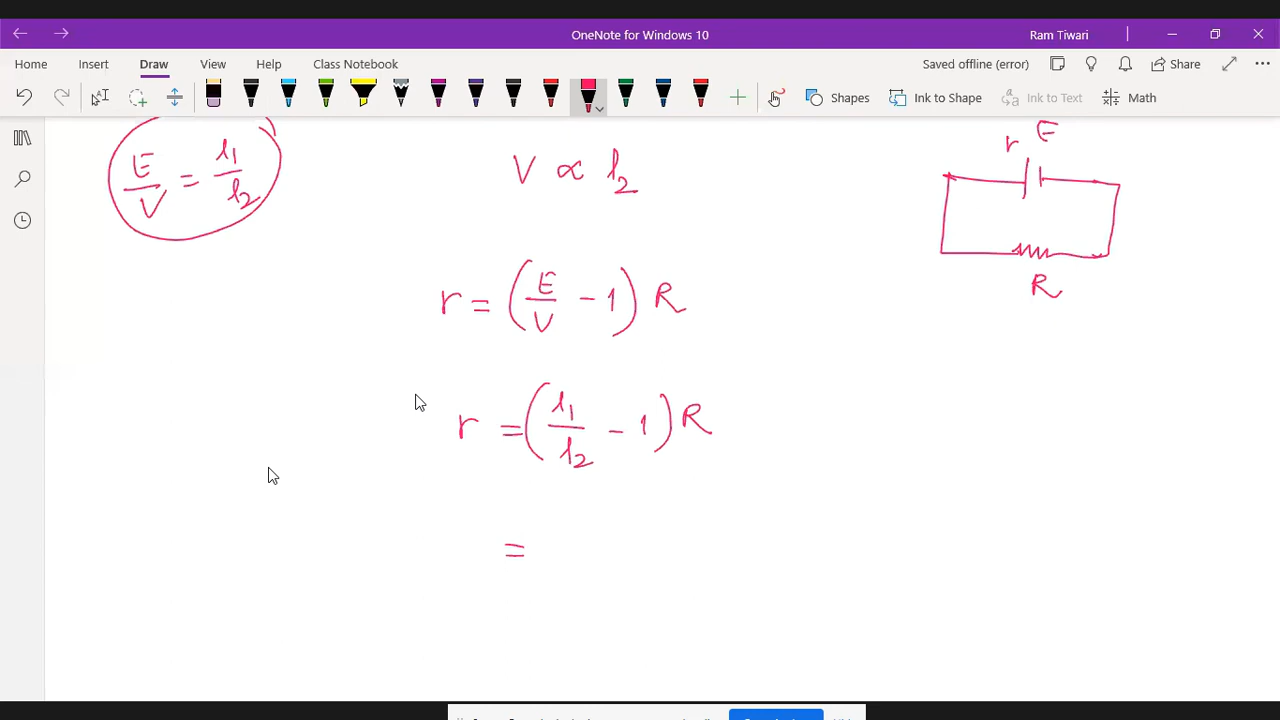 OneNote for Windows 10
Ram Tiwari
Home Insert Draw View Help Class Notebook
Saved offline (error)
Share
Shapes
Ink to Shape
Ink to Text
Math
E/V = l1/l2
V ∝ l2
r E
R
r = (E/V - 1) R
r = (l1/l2 - 1) R
=